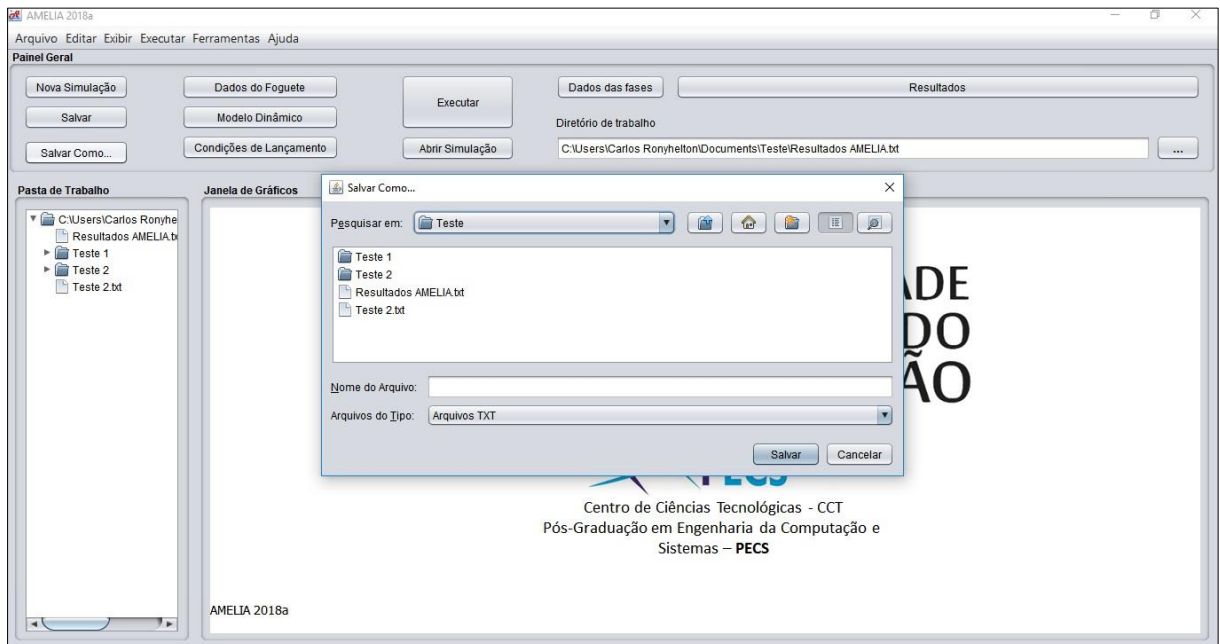 AMELIA 2018a
Arquivo Editar Exibir Executar Ferramentas Ajuda
Painel Geral
Nova Simulação
Dados do Foguete
Executar
Dados das fases
Resultados
Salvar
Modelo Dinâmico
Diretório de trabalho
Salvar Como...
Condições de Lançamento
Abrir Simulação
C:\Users\Carlos Ronyhelton\Documents\Teste\Resultados AMELIA.txt
...
Pasta de Trabalho
C:\Users\Carlos Ronyhe
Resultados AMELIA.tx
Teste 1
Teste 2
Teste 2.txt
Janela de Gráficos
Salvar Como...
Pesquisar em: Teste
Teste 1
Teste 2
Resultados AMELIA.txt
Teste 2.txt
Nome do Arquivo:
Arquivos do Tipo: Arquivos TXT
Salvar
Cancelar
DE
DO
ÃO
PECS
Centro de Ciências Tecnológicas - CCT
Pós-Graduação em Engenharia da Computação e
Sistemas – PECS
AMELIA 2018a